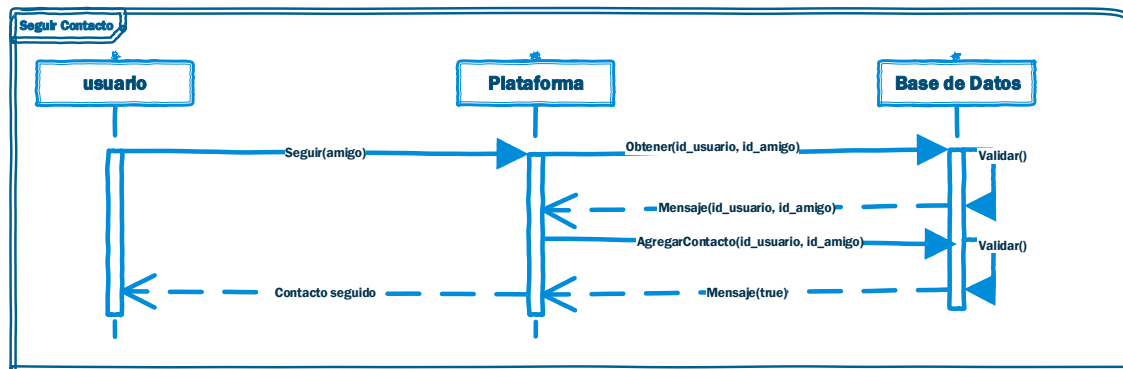 Seguir Contacto
usuario
Plataforma
Base de Datos
Seguir(amigo)
Obtener(id_usuario, id_amigo)
Validar()
Mensaje(id_usuario, id_amigo)
AgregarContacto(id_usuario, id_amigo)
Validar()
Contacto seguido
Mensaje(true)